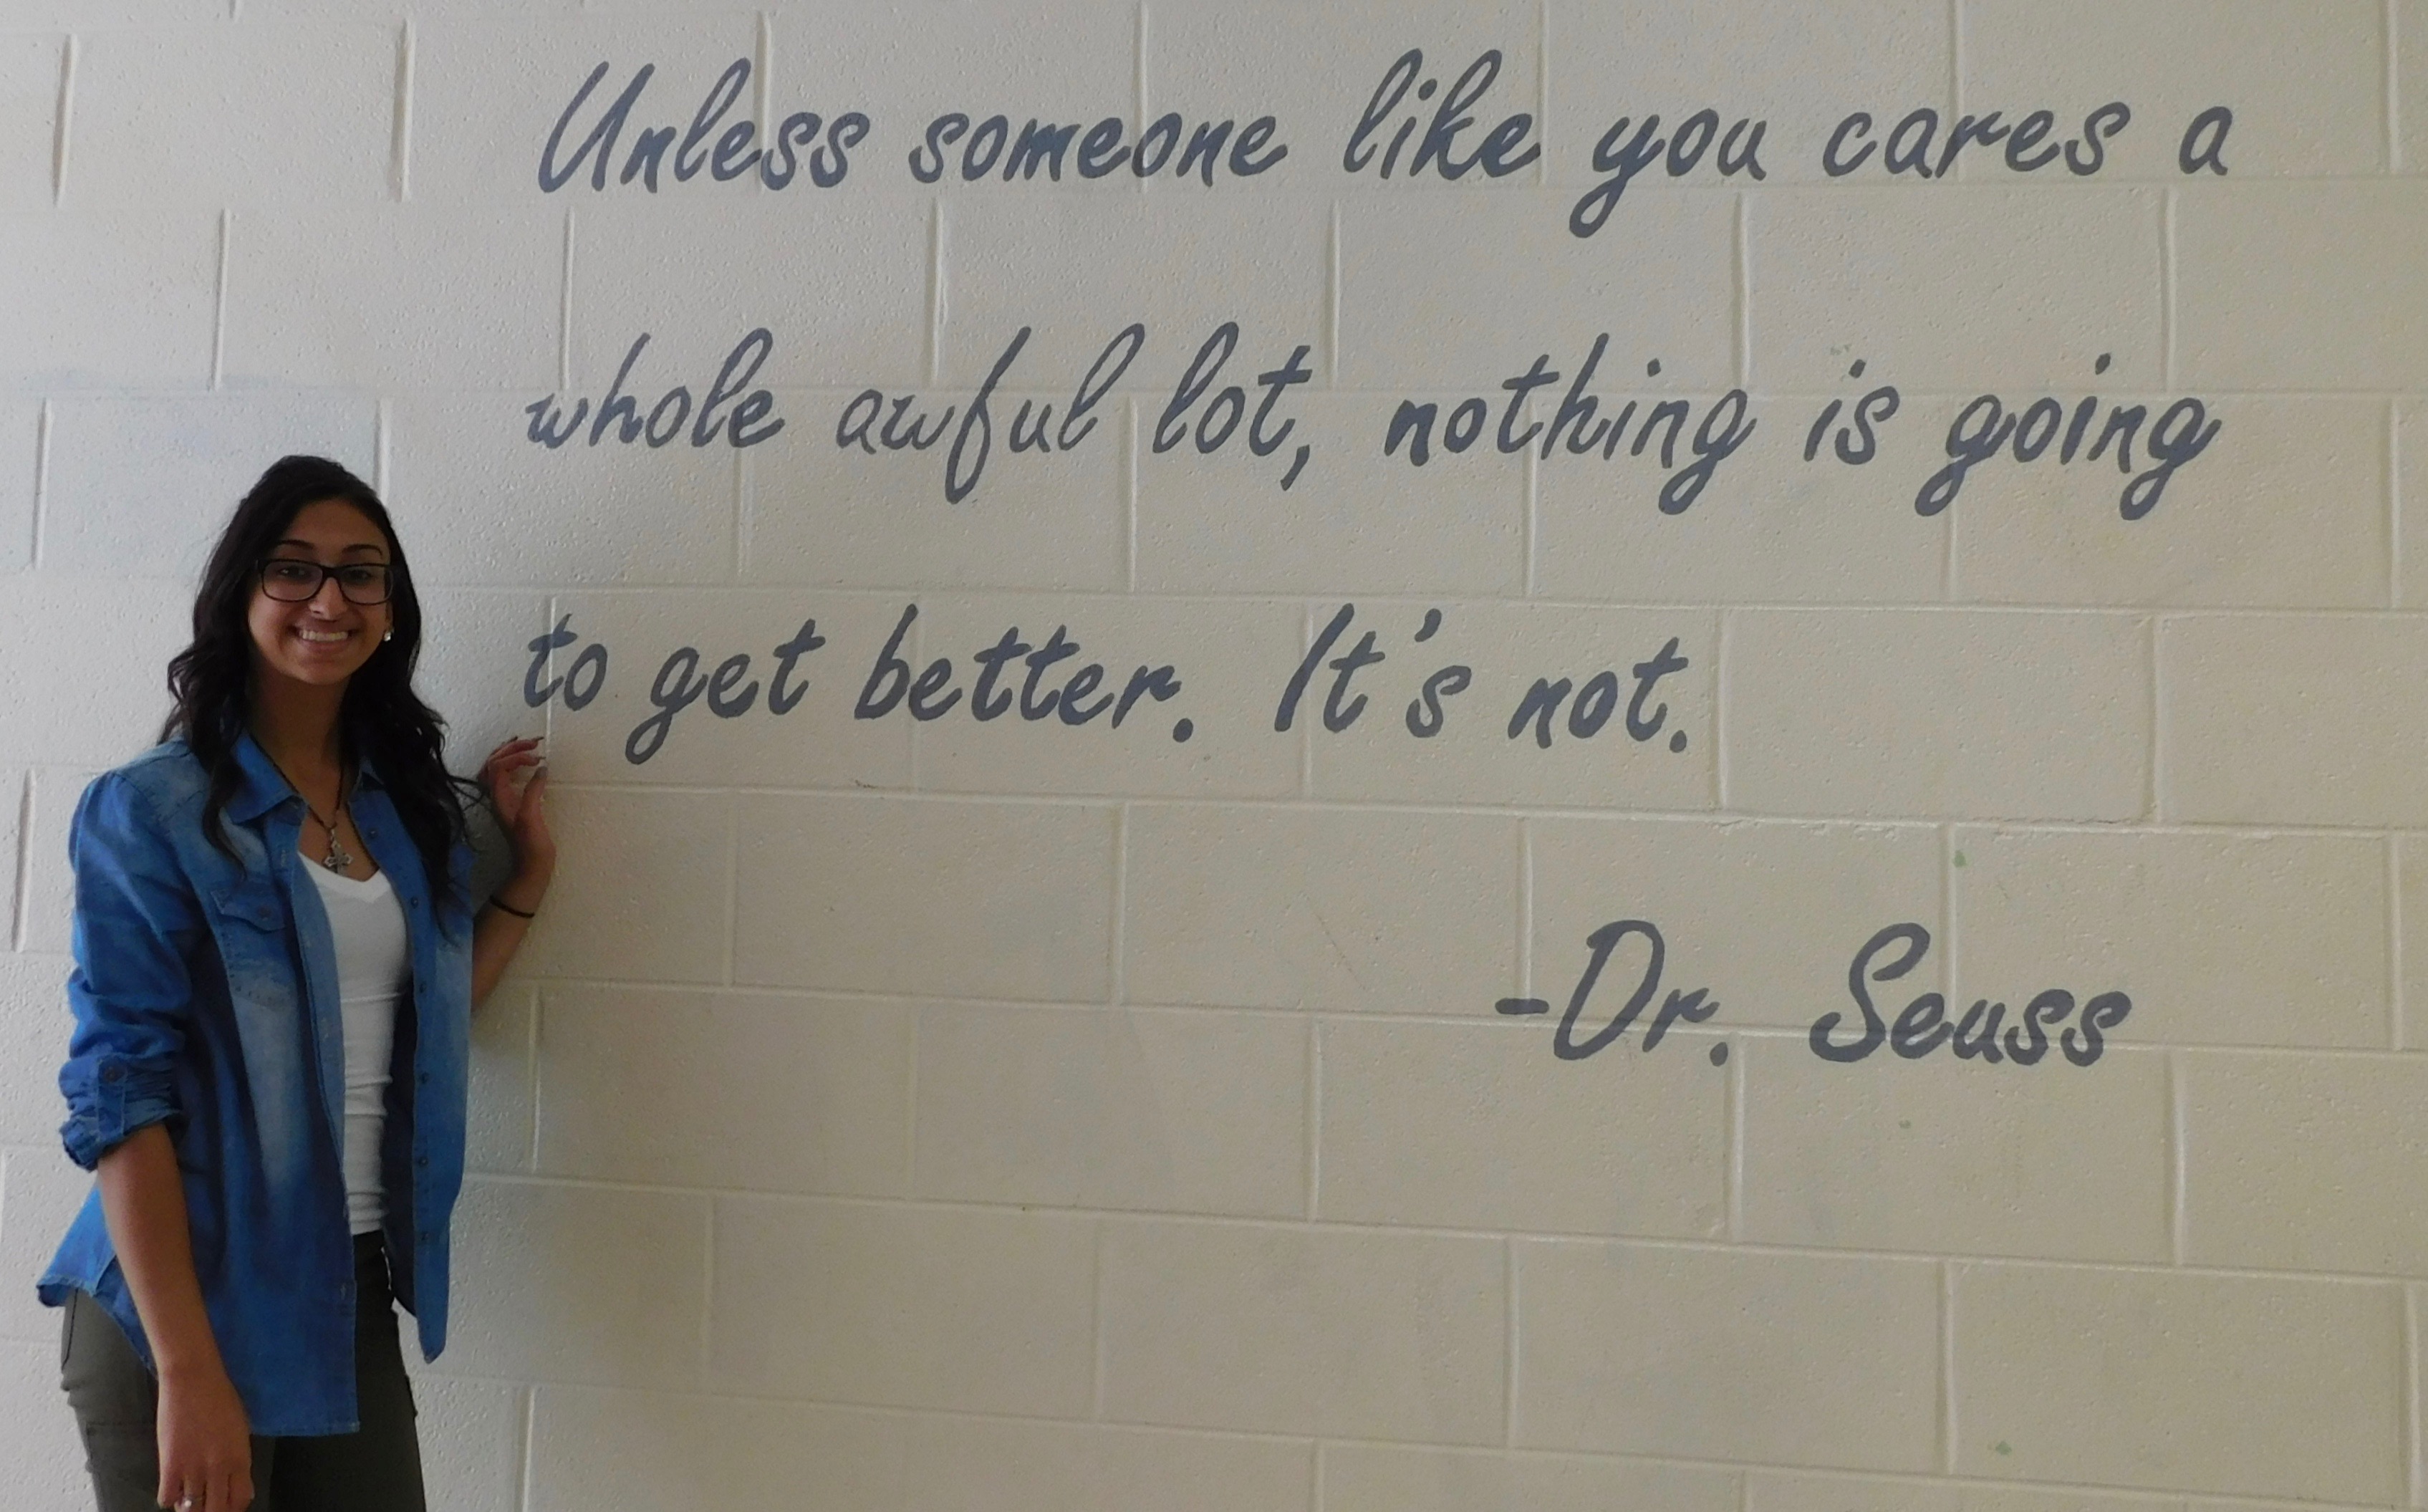 Unless someone like you cares a
whole awful lot, nothing is going
to get better. It's not.
-Dr. Seuss